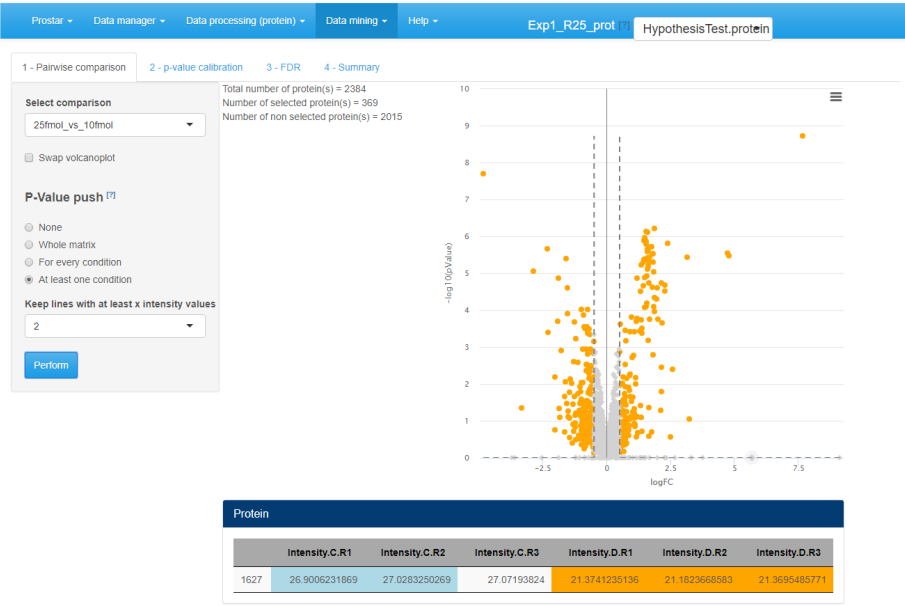 Prostar Data manager Data processing (protein) Data mining Help Exp1_R25_prot [?] HypothesisTest.protein
1 - Pairwise comparison 2 - p-value calibration 3 - FDR 4 - Summary
Select comparison
25fmol_vs_10fmol
Swap volcanoplot
P-Value push [?]
None
Whole matrix
For every condition
At least one condition
Keep lines with at least x intensity values
2
Perform
Total number of protein(s) = 2384
Number of selected protein(s) = 369
Number of non selected protein(s) = 2015
10
9
8
7
6
5
4
3
2
1
0
-log10(pValue)
-2.5 0 2.5 5 7.5
logFC
Protein
Intensity.C.R1 Intensity.C.R2 Intensity.C.R3 Intensity.D.R1 Intensity.D.R2 Intensity.D.R3
1627 26.9006231869 27.0283250269 27.07193824 21.3741235136 21.1823668583 21.3695485771